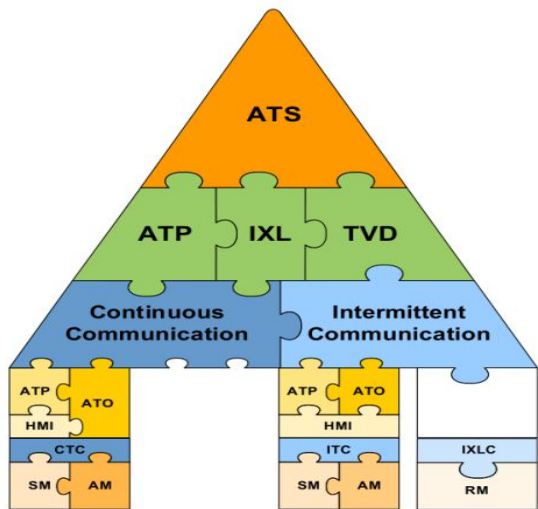 ATS
ATP IXL TVD
Continuous Communication
Intermittent Communication
ATP ATO
HMI
CTC
SM AM
ATP ATO
HMI
ITC
SM AM
IXLC
RM